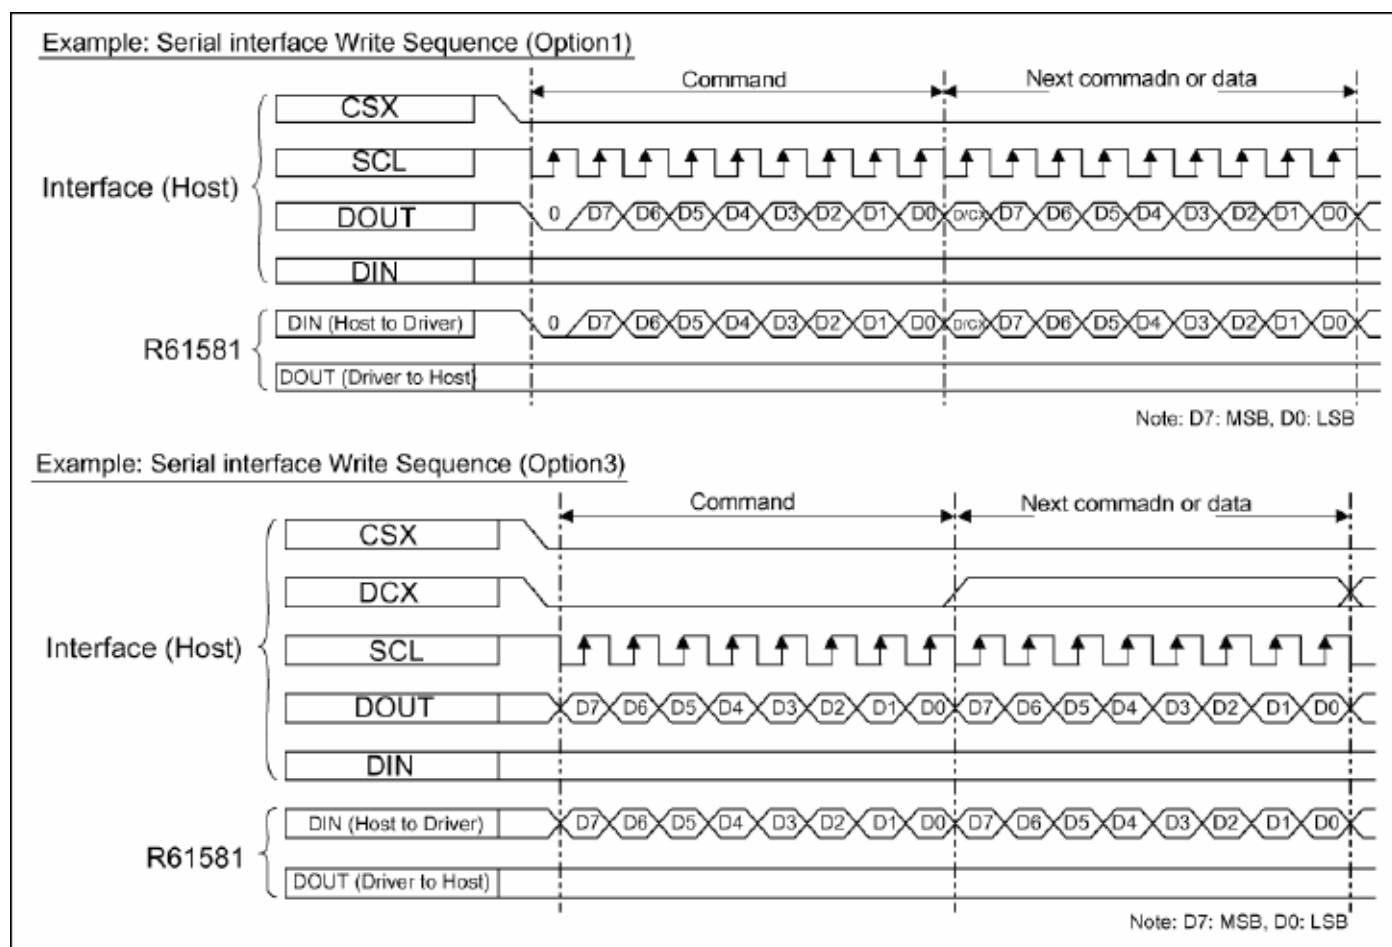 Example: Serial interface Write Sequence (Option1)
Command
Next commadn or data
CSX
SCL
Interface (Host)
DOUT
0 D7 D6 D5 D4 D3 D2 D1 D0 D/CX D7 D6 D5 D4 D3 D2 D1 D0
DIN
DIN (Host to Driver)
0 D7 D6 D5 D4 D3 D2 D1 D0 D/CX D7 D6 D5 D4 D3 D2 D1 D0
R61581
DOUT (Driver to Host)
Note: D7: MSB, D0: LSB
Example: Serial interface Write Sequence (Option3)
Command
Next commadn or data
CSX
DCX
Interface (Host)
SCL
DOUT
D7 D6 D5 D4 D3 D2 D1 D0 D7 D6 D5 D4 D3 D2 D1 D0
DIN
DIN (Host to Driver)
D7 D6 D5 D4 D3 D2 D1 D0 D7 D6 D5 D4 D3 D2 D1 D0
R61581
DOUT (Driver to Host)
Note: D7: MSB, D0: LSB